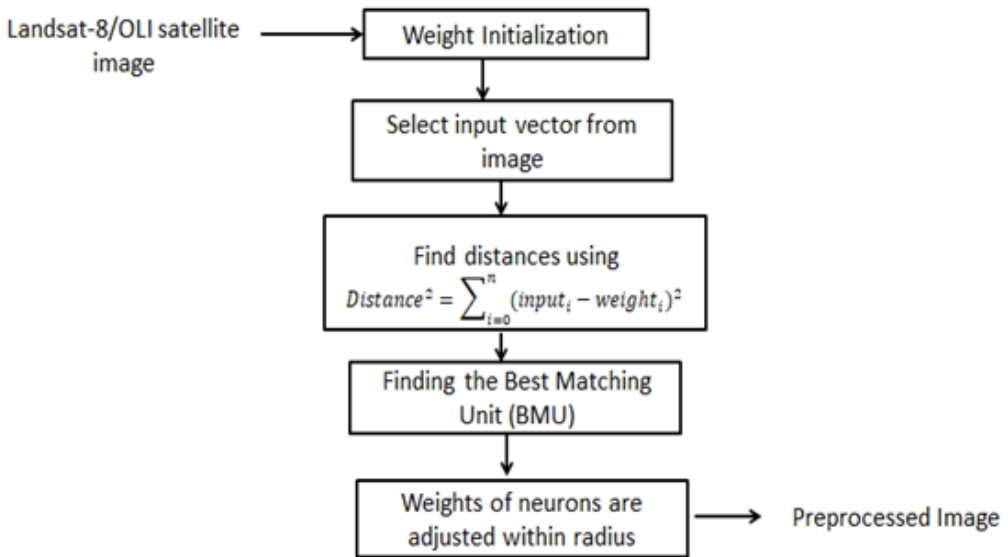 Landsat-8/OLI satellite
image
Weight Initialization
Select input vector from
image
Find distances using
Distance² = ∑ⁿᵢ₌₀(inputᵢ − weightᵢ)²
Finding the Best Matching
Unit (BMU)
Weights of neurons are
adjusted within radius
Preprocessed Image